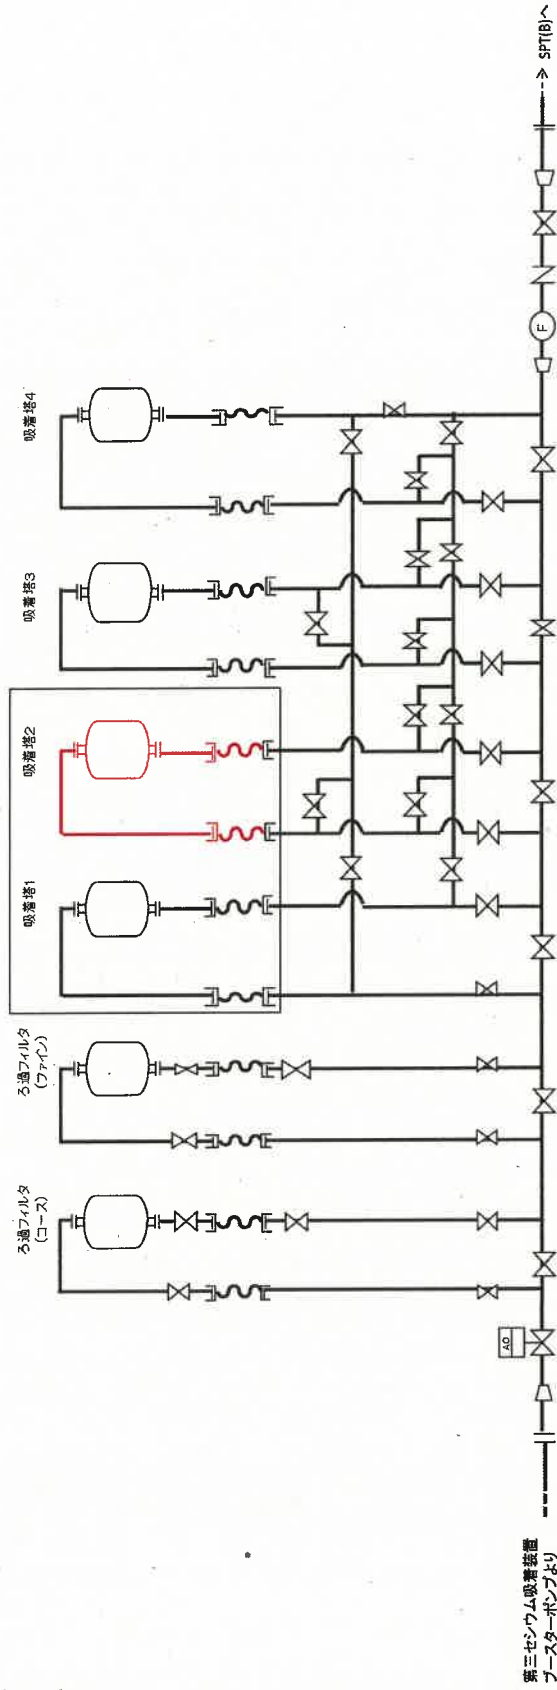 第三セシウム吸着装置
ブースターポンプより
AO
ろ過フィルタ
(コース)
ろ過フィルタ
(ファイン)
吸着塔1
吸着塔2
吸着塔3
吸着塔4
F
SPT(B)へ